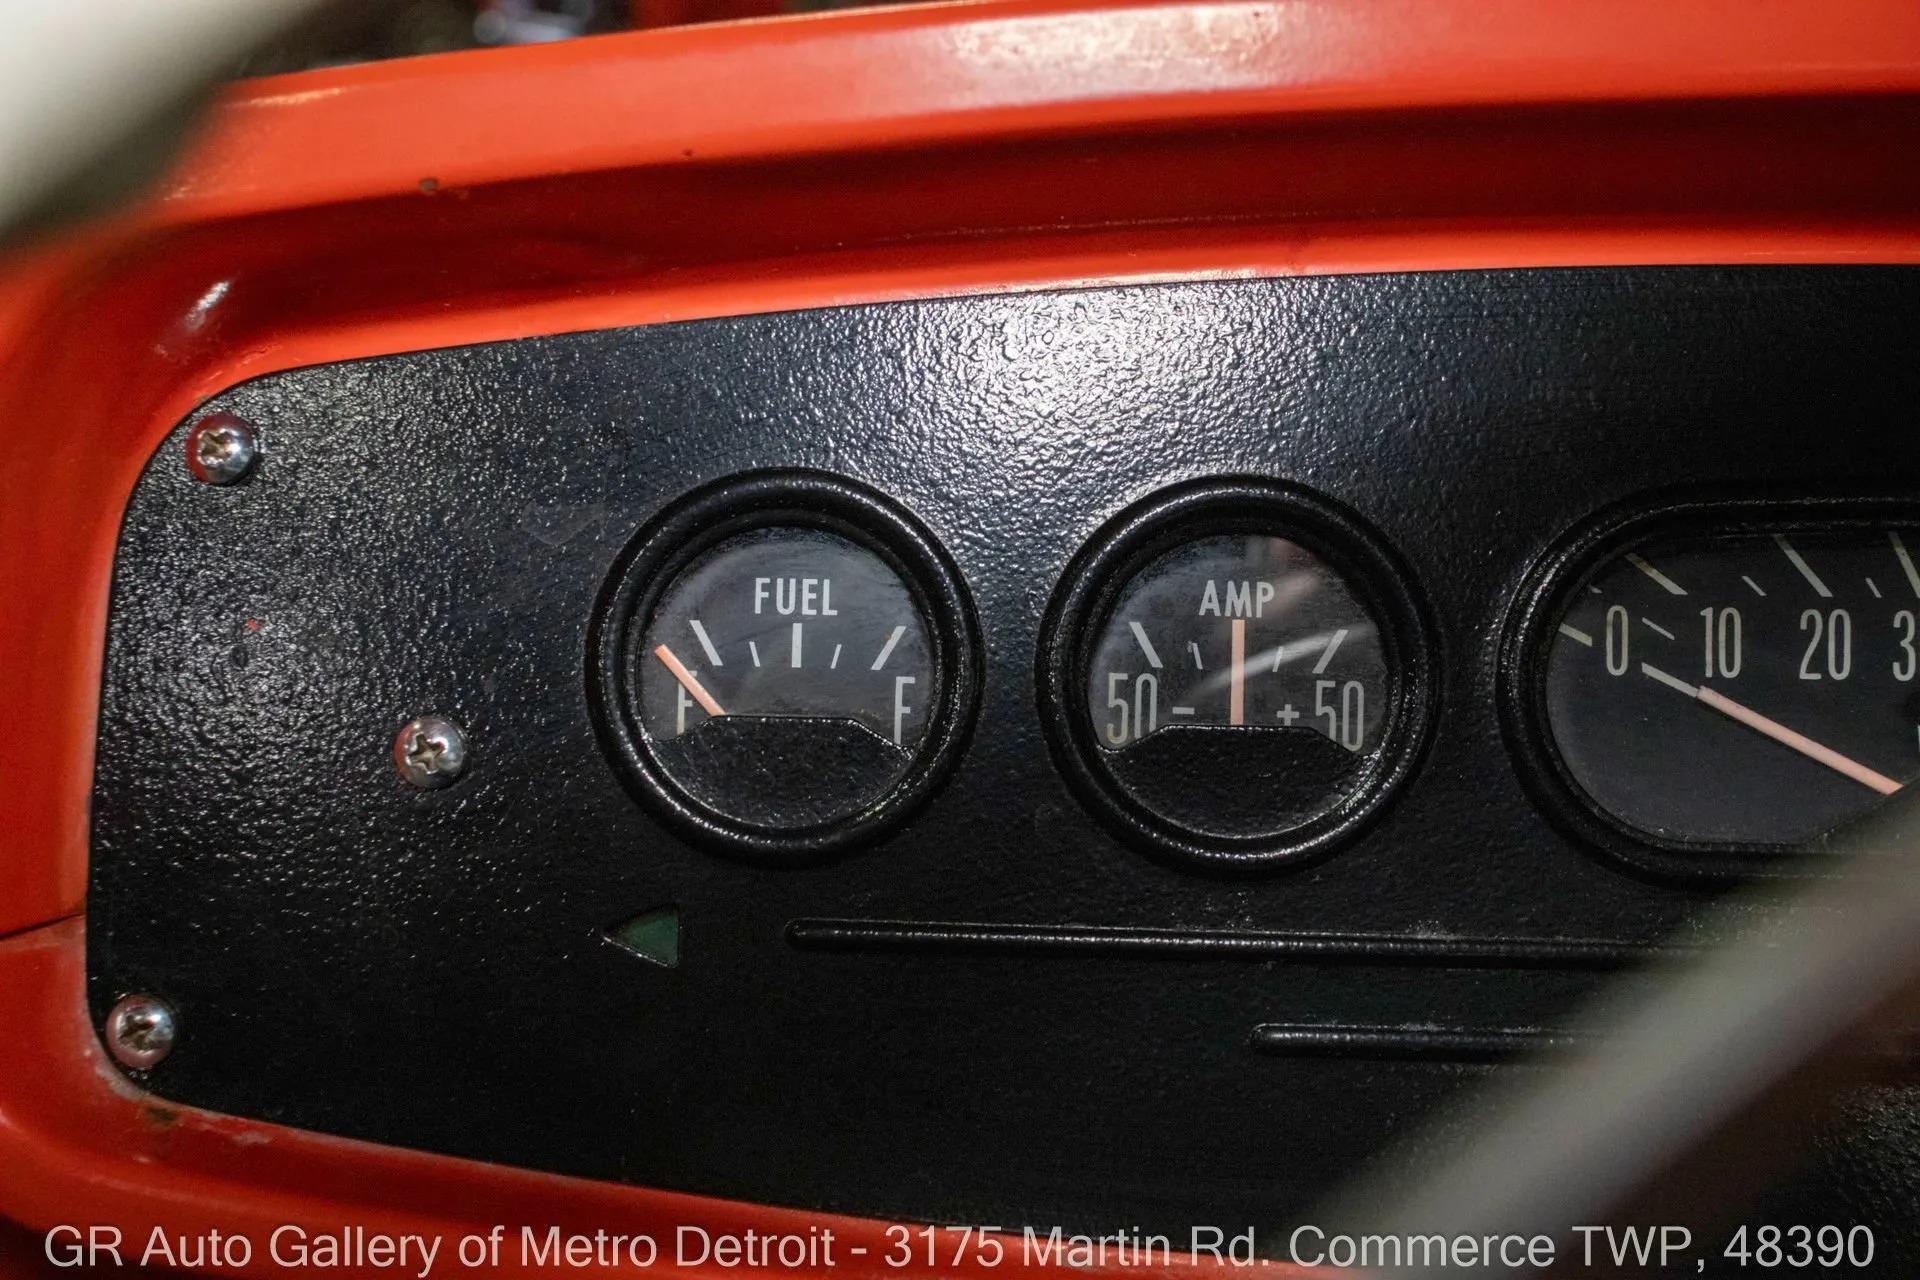 FUEL
F
AMP
50 - + 50
0 10 20
GR Auto Gallery of Metro Detroit - 3175 Martin Rd. Commerce TWP, 48390